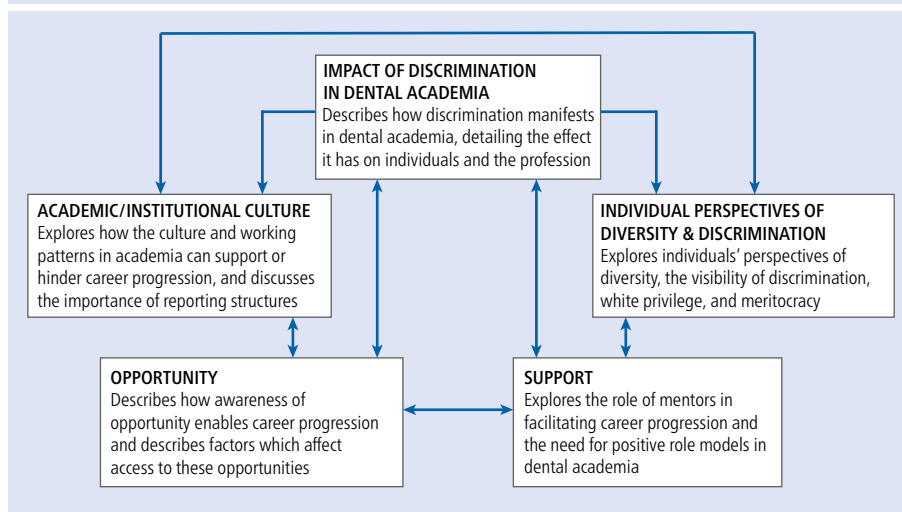 IMPACT OF DISCRIMINATION
IN DENTAL ACADEMIA
Describes how discrimination manifests
in dental academia, detailing the effect
it has on individuals and the profession
ACADEMIC/INSTITUTIONAL CULTURE
Explores how the culture and working
patterns in academia can support or
hinder career progression, and discusses
the importance of reporting structures
INDIVIDUAL PERSPECTIVES OF
DIVERSITY & DISCRIMINATION
Explores individuals’ perspectives of
diversity, the visibility of discrimination,
white privilege, and meritocracy
OPPORTUNITY
Describes how awareness of
opportunity enables career progression
and describes factors which affect
access to these opportunities
SUPPORT
Explores the role of mentors in
facilitating career progression and
the need for positive role models in
dental academia